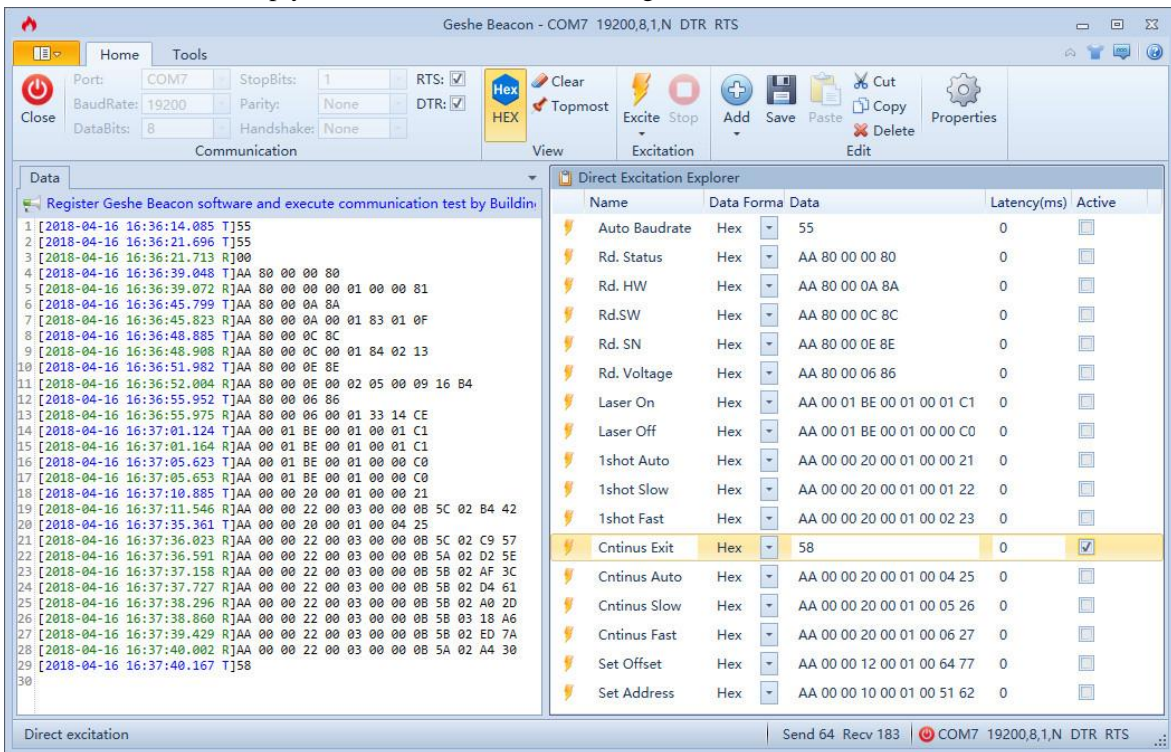 Geshe Beacon - COM7 19200,8,1,N DTR RTS
Home Tools
Close
Port: COM7 StopBits: 1 RTS:
BaudRate: 19200 Parity: None DTR:
DataBits: 8 Handshake: None
Communication
Hex
HEX
Clear
Topmost
View
Excite Stop
Excitation
Add Save Paste
Cut
Copy
Delete
Edit
Properties
Data
Register Geshe Beacon software and execute communication test by Buildin
1 [2018-04-16 16:36:14.085 T]55
2 [2018-04-16 16:36:21.696 T]55
3 [2018-04-16 16:36:21.713 R]00
4 [2018-04-16 16:36:39.048 T]AA 80 00 00 80
5 [2018-04-16 16:36:39.072 R]AA 80 00 00 00 01 00 00 81
6 [2018-04-16 16:36:45.799 T]AA 80 00 0A 8A
7 [2018-04-16 16:36:45.823 R]AA 80 00 0A 00 01 83 01 0F
8 [2018-04-16 16:36:48.885 T]AA 80 00 0C 8C
9 [2018-04-16 16:36:48.908 R]AA 80 00 0C 00 01 84 02 13
10 [2018-04-16 16:36:51.982 T]AA 80 00 0E 8E
11 [2018-04-16 16:36:52.004 R]AA 80 00 0E 00 02 05 00 09 16 B4
12 [2018-04-16 16:36:55.952 T]AA 80 00 06 86
13 [2018-04-16 16:36:55.975 R]AA 80 00 06 00 01 33 14 CE
14 [2018-04-16 16:37:01.124 T]AA 00 01 BE 00 01 00 01 C1
15 [2018-04-16 16:37:01.164 R]AA 00 01 BE 00 01 00 01 C1
16 [2018-04-16 16:37:05.623 T]AA 00 01 BE 00 01 00 00 C0
17 [2018-04-16 16:37:05.653 R]AA 00 01 BE 00 01 00 00 C0
18 [2018-04-16 16:37:10.885 T]AA 00 00 20 00 01 00 00 21
19 [2018-04-16 16:37:11.546 R]AA 00 00 22 00 03 00 00 0B 5C 02 B4 42
20 [2018-04-16 16:37:35.361 T]AA 00 00 20 00 01 00 04 25
21 [2018-04-16 16:37:36.023 R]AA 00 00 22 00 03 00 00 0B 5C 02 C9 57
22 [2018-04-16 16:37:36.591 R]AA 00 00 22 00 03 00 00 0B 5A 02 D2 5E
23 [2018-04-16 16:37:37.158 R]AA 00 00 22 00 03 00 00 0B 5B 02 AF 3C
24 [2018-04-16 16:37:37.727 R]AA 00 00 22 00 03 00 00 0B 5B 02 D4 61
25 [2018-04-16 16:37:38.296 R]AA 00 00 22 00 03 00 00 0B 5B 02 A0 2D
26 [2018-04-16 16:37:38.860 R]AA 00 00 22 00 03 00 00 0B 5B 03 18 A6
27 [2018-04-16 16:37:39.429 R]AA 00 00 22 00 03 00 00 0B 5B 02 ED 7A
28 [2018-04-16 16:37:40.002 R]AA 00 00 22 00 03 00 00 0B 5A 02 A4 30
29 [2018-04-16 16:37:40.167 T]58
30
Direct Excitation Explorer
Name Data Forma Data Latency(ms) Active
Auto Baudrate Hex 55 0
Rd. Status Hex AA 80 00 00 80 0
Rd. HW Hex AA 80 00 0A 8A 0
Rd.SW Hex AA 80 00 0C 8C 0
Rd. SN Hex AA 80 00 0E 8E 0
Rd. Voltage Hex AA 80 00 06 86 0
Laser On Hex AA 00 01 BE 00 01 00 01 C1 0
Laser Off Hex AA 00 01 BE 00 01 00 00 C0 0
1shot Auto Hex AA 00 00 20 00 01 00 00 21 0
1shot Slow Hex AA 00 00 20 00 01 00 01 22 0
1shot Fast Hex AA 00 00 20 00 01 00 02 23 0
Cntinus Exit Hex 58 0
Cntinus Auto Hex AA 00 00 20 00 01 00 04 25 0
Cntinus Slow Hex AA 00 00 20 00 01 00 05 26 0
Cntinus Fast Hex AA 00 00 20 00 01 00 06 27 0
Set Offset Hex AA 00 00 12 00 01 00 64 77 0
Set Address Hex AA 00 00 10 00 01 00 51 62 0
Direct excitation Send 64 Recv 183 COM7 19200,8,1,N DTR RTS